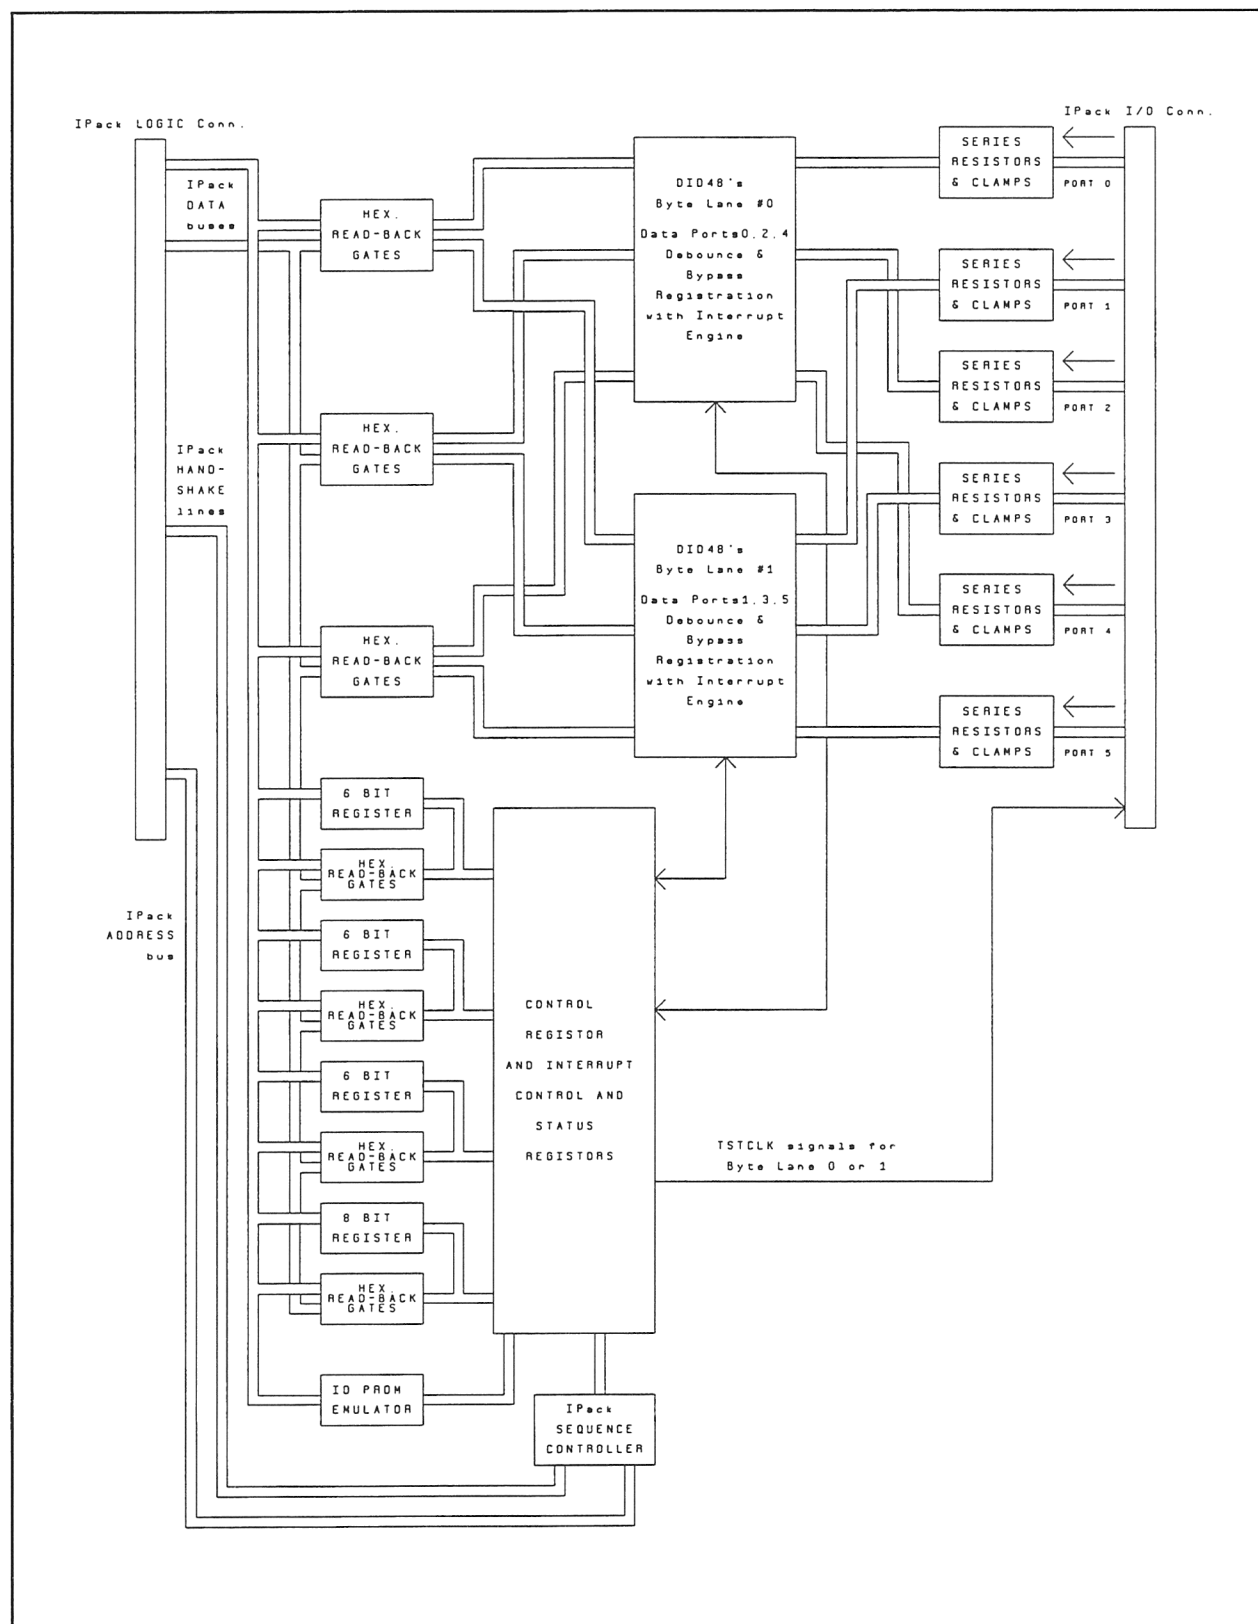 IPack LOGIC Conn.
IPack I/O Conn.
IPack
DATA
buses
IPack
HAND-
SHAKE
lines
IPack
ADDRESS
bus
HEX.
READ-BACK
GATES
HEX.
READ-BACK
GATES
HEX.
READ-BACK
GATES
6 BIT
REGISTER
HEX.
READ-BACK
GATES
6 BIT
REGISTER
HEX.
READ-BACK
GATES
6 BIT
REGISTER
HEX.
READ-BACK
GATES
8 BIT
REGISTER
HEX.
READ-BACK
GATES
ID PROM
EMULATOR
DID48's
Byte Lane #0
Data Ports0,2,4
Debounce &
Bypass
Registration
with Interrupt
Engine
DID48's
Byte Lane #1
Data Ports1,3,5
Debounce &
Bypass
Registration
with Interrupt
Engine
CONTROL
REGISTOR
AND INTERRUPT
CONTROL AND
STATUS
REGISTORS
IPack
SEQUENCE
CONTROLLER
SERIES
RESISTORS
& CLAMPS
PORT 0
SERIES
RESISTORS
& CLAMPS
PORT 1
SERIES
RESISTORS
& CLAMPS
PORT 2
SERIES
RESISTORS
& CLAMPS
PORT 3
SERIES
RESISTORS
& CLAMPS
PORT 4
SERIES
RESISTORS
& CLAMPS
PORT 5
TSTCLK signals for
Byte Lane 0 or 1